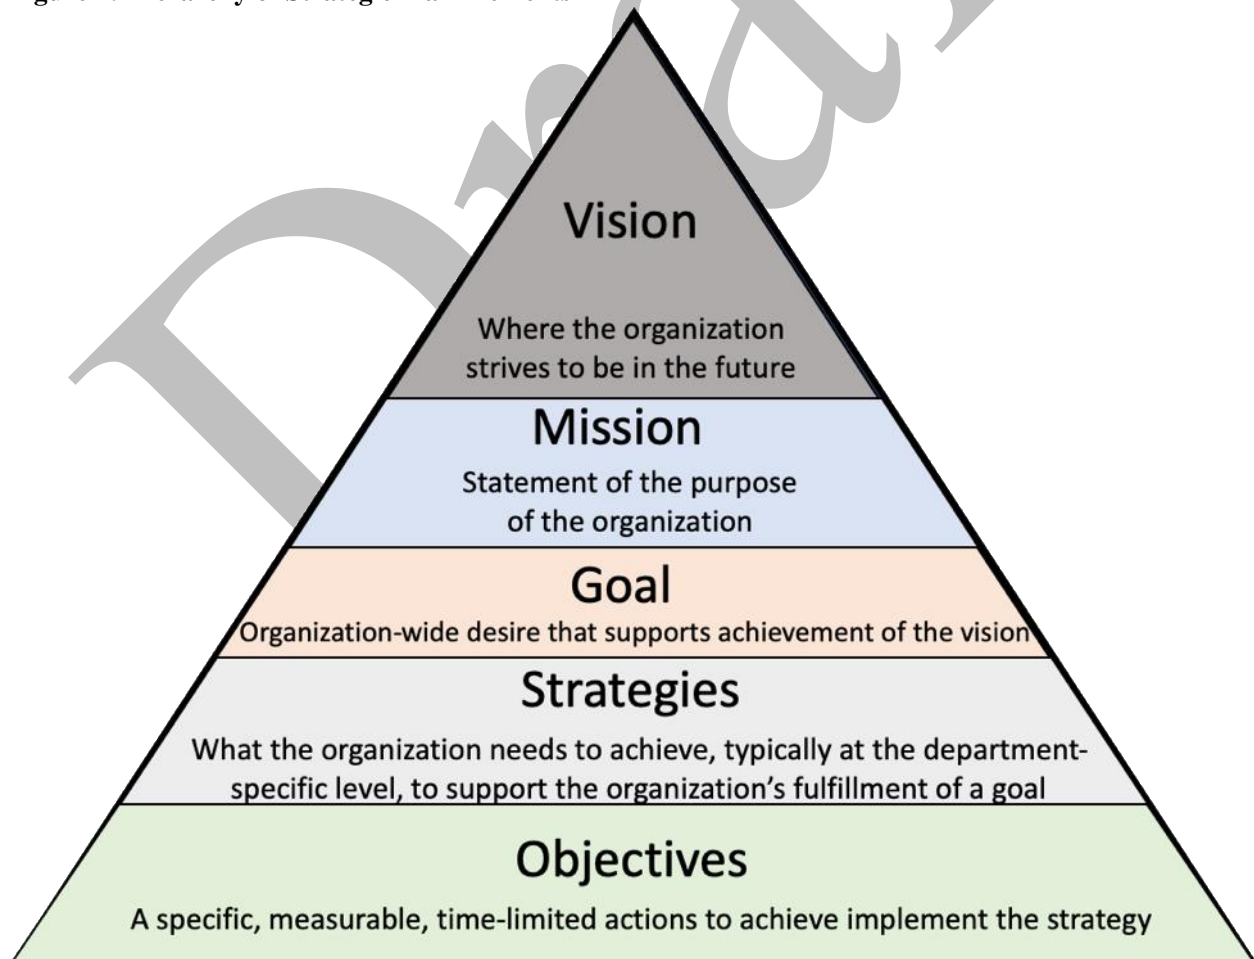 Vision
Where the organization
strives to be in the future
Mission
Statement of the purpose
of the organization
Goal
Organization-wide desire that supports achievement of the vision
Strategies
What the organization needs to achieve, typically at the department-
specific level, to support the organization's fulfillment of a goal
Objectives
A specific, measurable, time-limited actions to achieve implement the strategy